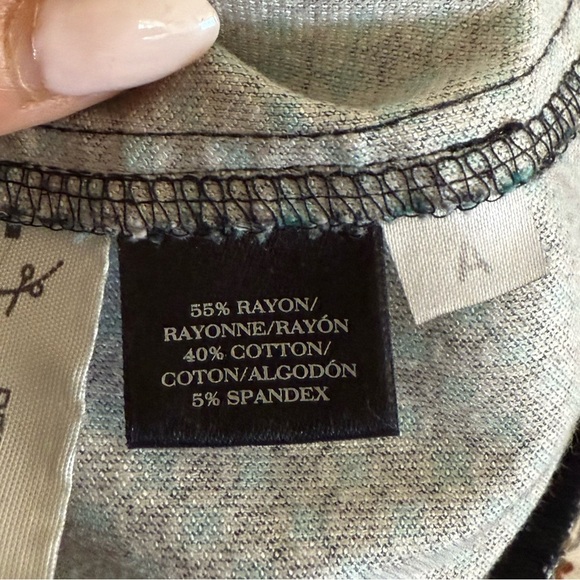 55% RAYON/
RAYONNE/RAYÓN
40% COTTON/
COTON/ALGODÓN
5% SPANDEX
A